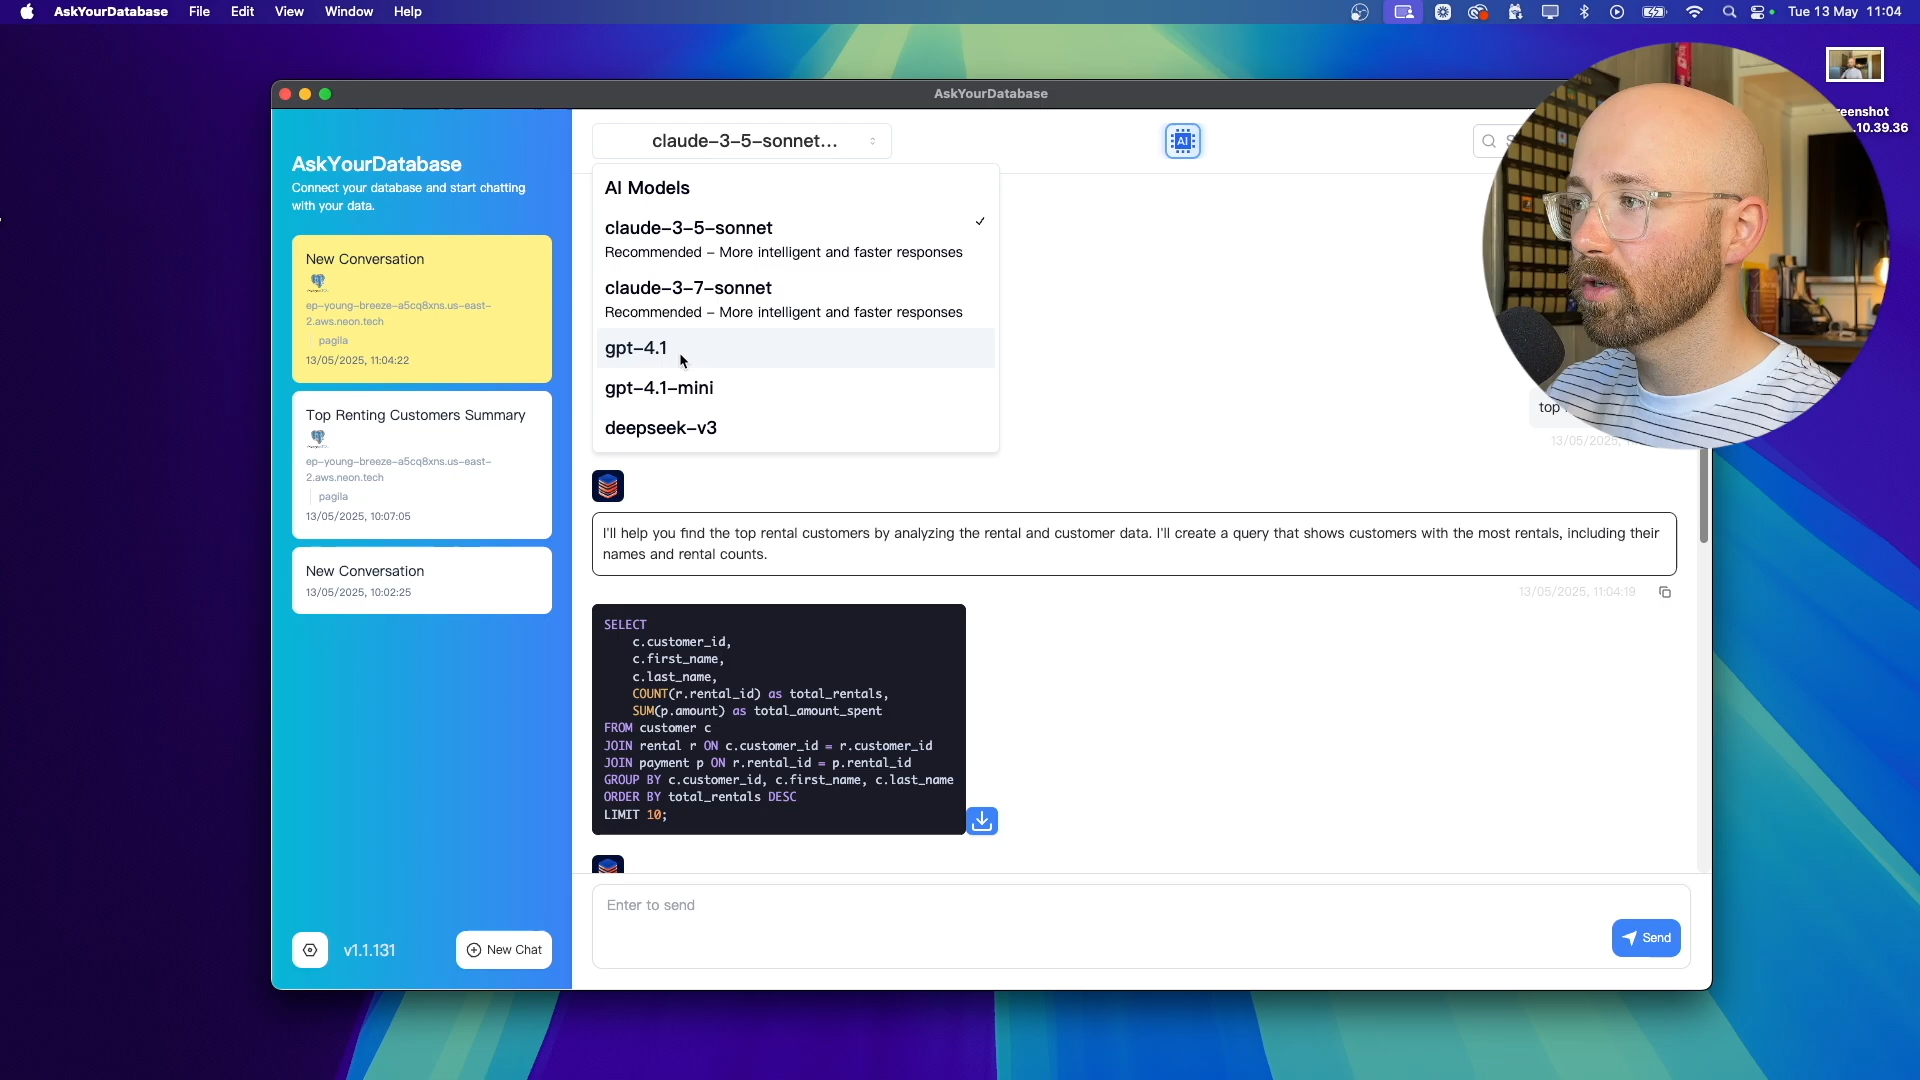 AskYourDatabase File Edit View Window Help
Tue 13 May 11:04
AskYourDatabase
10.39.36
AskYourDatabase
Connect your database and start chatting
with your data.
New Conversation
ep-young-breeze-a5cq8xns.us-east-
2.aws.neon.tech
pagila
13/05/2025, 11:04:22
Top Renting Customers Summary
ep-young-breeze-a5cq8xns.us-east-
2.aws.neon.tech
pagila
13/05/2025, 10:07:05
New Conversation
13/05/2025, 10:02:25
v1.1.131
New Chat
claude-3-5-sonnet...
AI
AI Models
claude-3-5-sonnet
Recommended - More intelligent and faster responses
claude-3-7-sonnet
Recommended - More intelligent and faster responses
gpt-4.1
gpt-4.1-mini
deepseek-v3
top
13/05/2025,
I'll help you find the top rental customers by analyzing the rental and customer data. I'll create a query that shows customers with the most rentals, including their
names and rental counts.
13/05/2025, 11:04:19
SELECT
c.customer_id,
c.first_name,
c.last_name,
COUNT(r.rental_id) as total_rentals,
SUM(p.amount) as total_amount_spent
FROM customer c
JOIN rental r ON c.customer_id = r.customer_id
JOIN payment p ON r.rental_id = p.rental_id
GROUP BY c.customer_id, c.first_name, c.last_name
ORDER BY total_rentals DESC
LIMIT 10;
Enter to send
Send